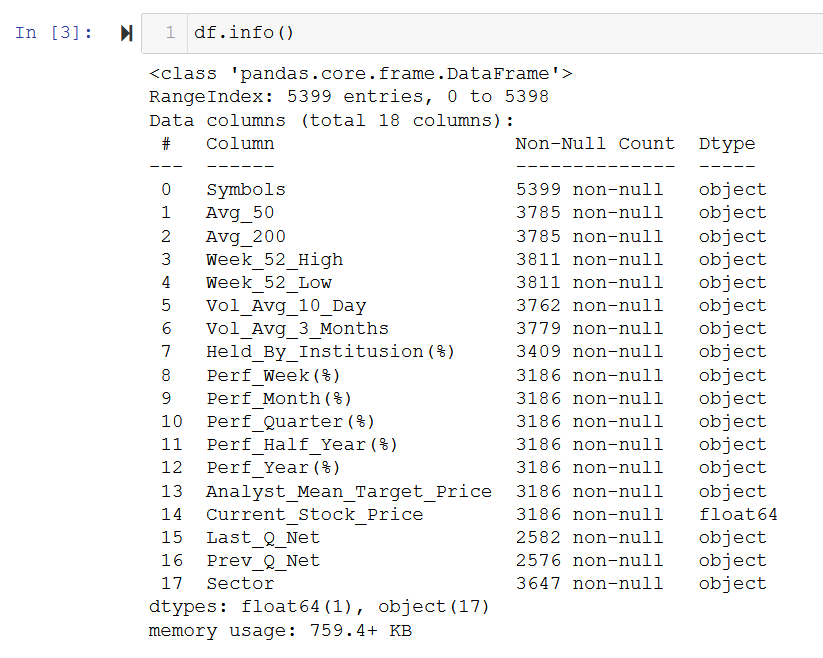 In [3]: 1 df.info()
<class 'pandas.core.frame.DataFrame'>
RangeIndex: 5399 entries, 0 to 5398
Data columns (total 18 columns):
 #   Column                     Non-Null Count  Dtype
---  ------                     --------------  -----
 0   Symbols                    5399 non-null   object
 1   Avg_50                     3785 non-null   object
 2   Avg_200                    3785 non-null   object
 3   Week_52_High               3811 non-null   object
 4   Week_52_Low                3811 non-null   object
 5   Vol_Avg_10_Day             3762 non-null   object
 6   Vol_Avg_3_Months           3779 non-null   object
 7   Held_By_Institusion(%)     3409 non-null   object
 8   Perf_Week(%)               3186 non-null   object
 9   Perf_Month(%)              3186 non-null   object
 10  Perf_Quarter(%)            3186 non-null   object
 11  Perf_Half_Year(%)          3186 non-null   object
 12  Perf_Year(%)               3186 non-null   object
 13  Analyst_Mean_Target_Price  3186 non-null   object
 14  Current_Stock_Price        3186 non-null   float64
 15  Last_Q_Net                 2582 non-null   object
 16  Prev_Q_Net                 2576 non-null   object
 17  Sector                     3647 non-null   object
dtypes: float64(1), object(17)
memory usage: 759.4+ KB